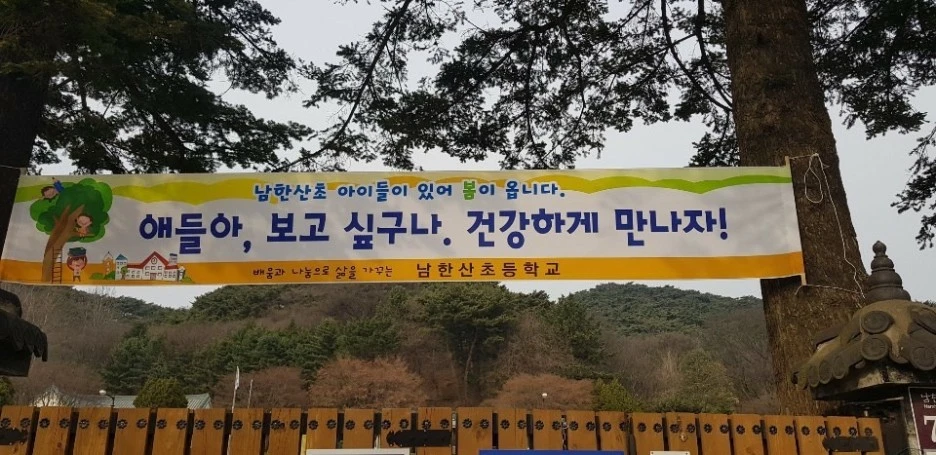 남한산초 아이들이 있어 봄이 옵니다.
애들아, 보고 싶구나. 건강하게 만나자!
배움과 나눔으로 삶을 가꾸는 남한산초등학교